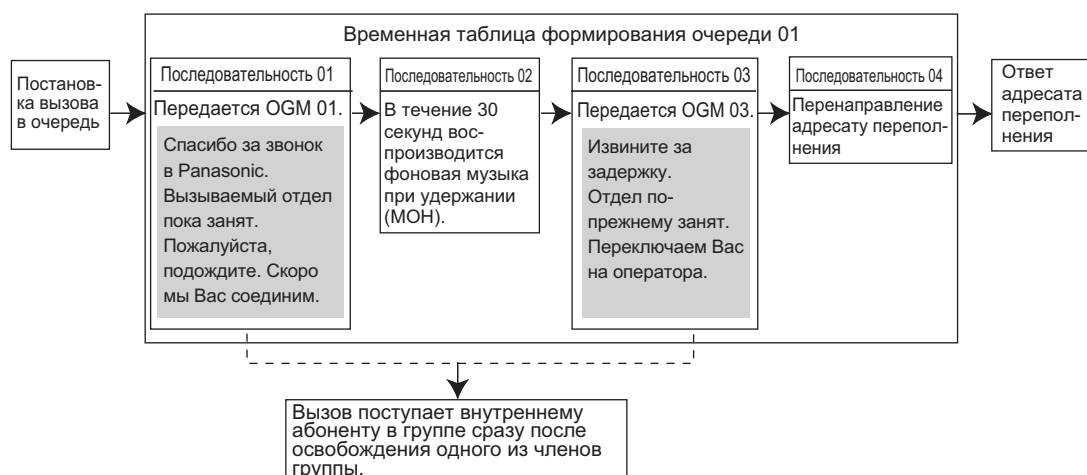 Временная таблица формирования очереди 01
Постанов-
ка вызова
в очередь
Последовательность 01
Передается OGM 01.
Спасибо за звонок
в Panasonic.
Вызываемый отдел
пока занят.
Пожалуйста,
подождите. Скоро
мы Вас соединим.
Последовательность 02
В течение 30
секунд вос-
производится
фоновая музыка
при удержании
(MOH).
Последовательность 03
Передается OGM 03.
Извините за
задержку.
Отдел по-
прежнему занят.
Переключаем Вас
на оператора.
Последовательность 04
Перенаправление
адресату перепол-
нения
Ответ
адресата
перепол-
нения
Вызов поступает внутреннему
абоненту в группе сразу после
освобождения одного из членов
группы.